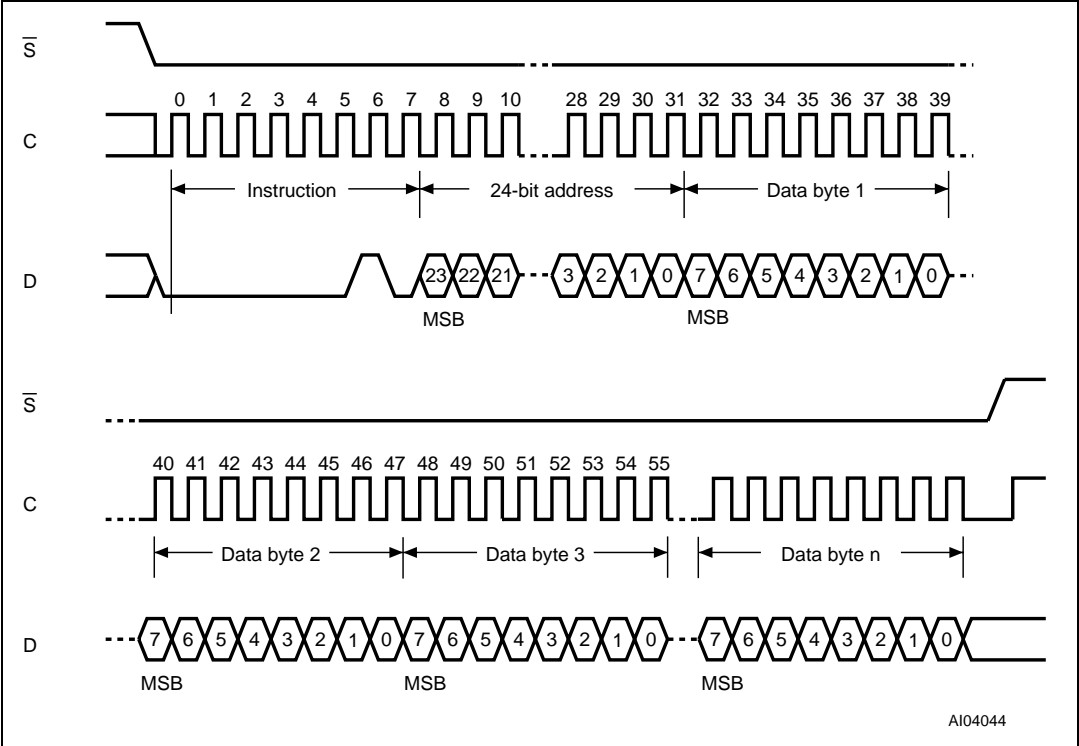 S̅
0 1 2 3 4 5 6 7 8 9 10 28 29 30 31 32 33 34 35 36 37 38 39
C
Instruction 24-bit address Data byte 1
D
23 22 21 3 2 1 0 7 6 5 4 3 2 1 0
MSB MSB
S̅
40 41 42 43 44 45 46 47 48 49 50 51 52 53 54 55
C
Data byte 2 Data byte 3 Data byte n
D
7 6 5 4 3 2 1 0 7 6 5 4 3 2 1 0 7 6 5 4 3 2 1 0
MSB MSB MSB
AI04044